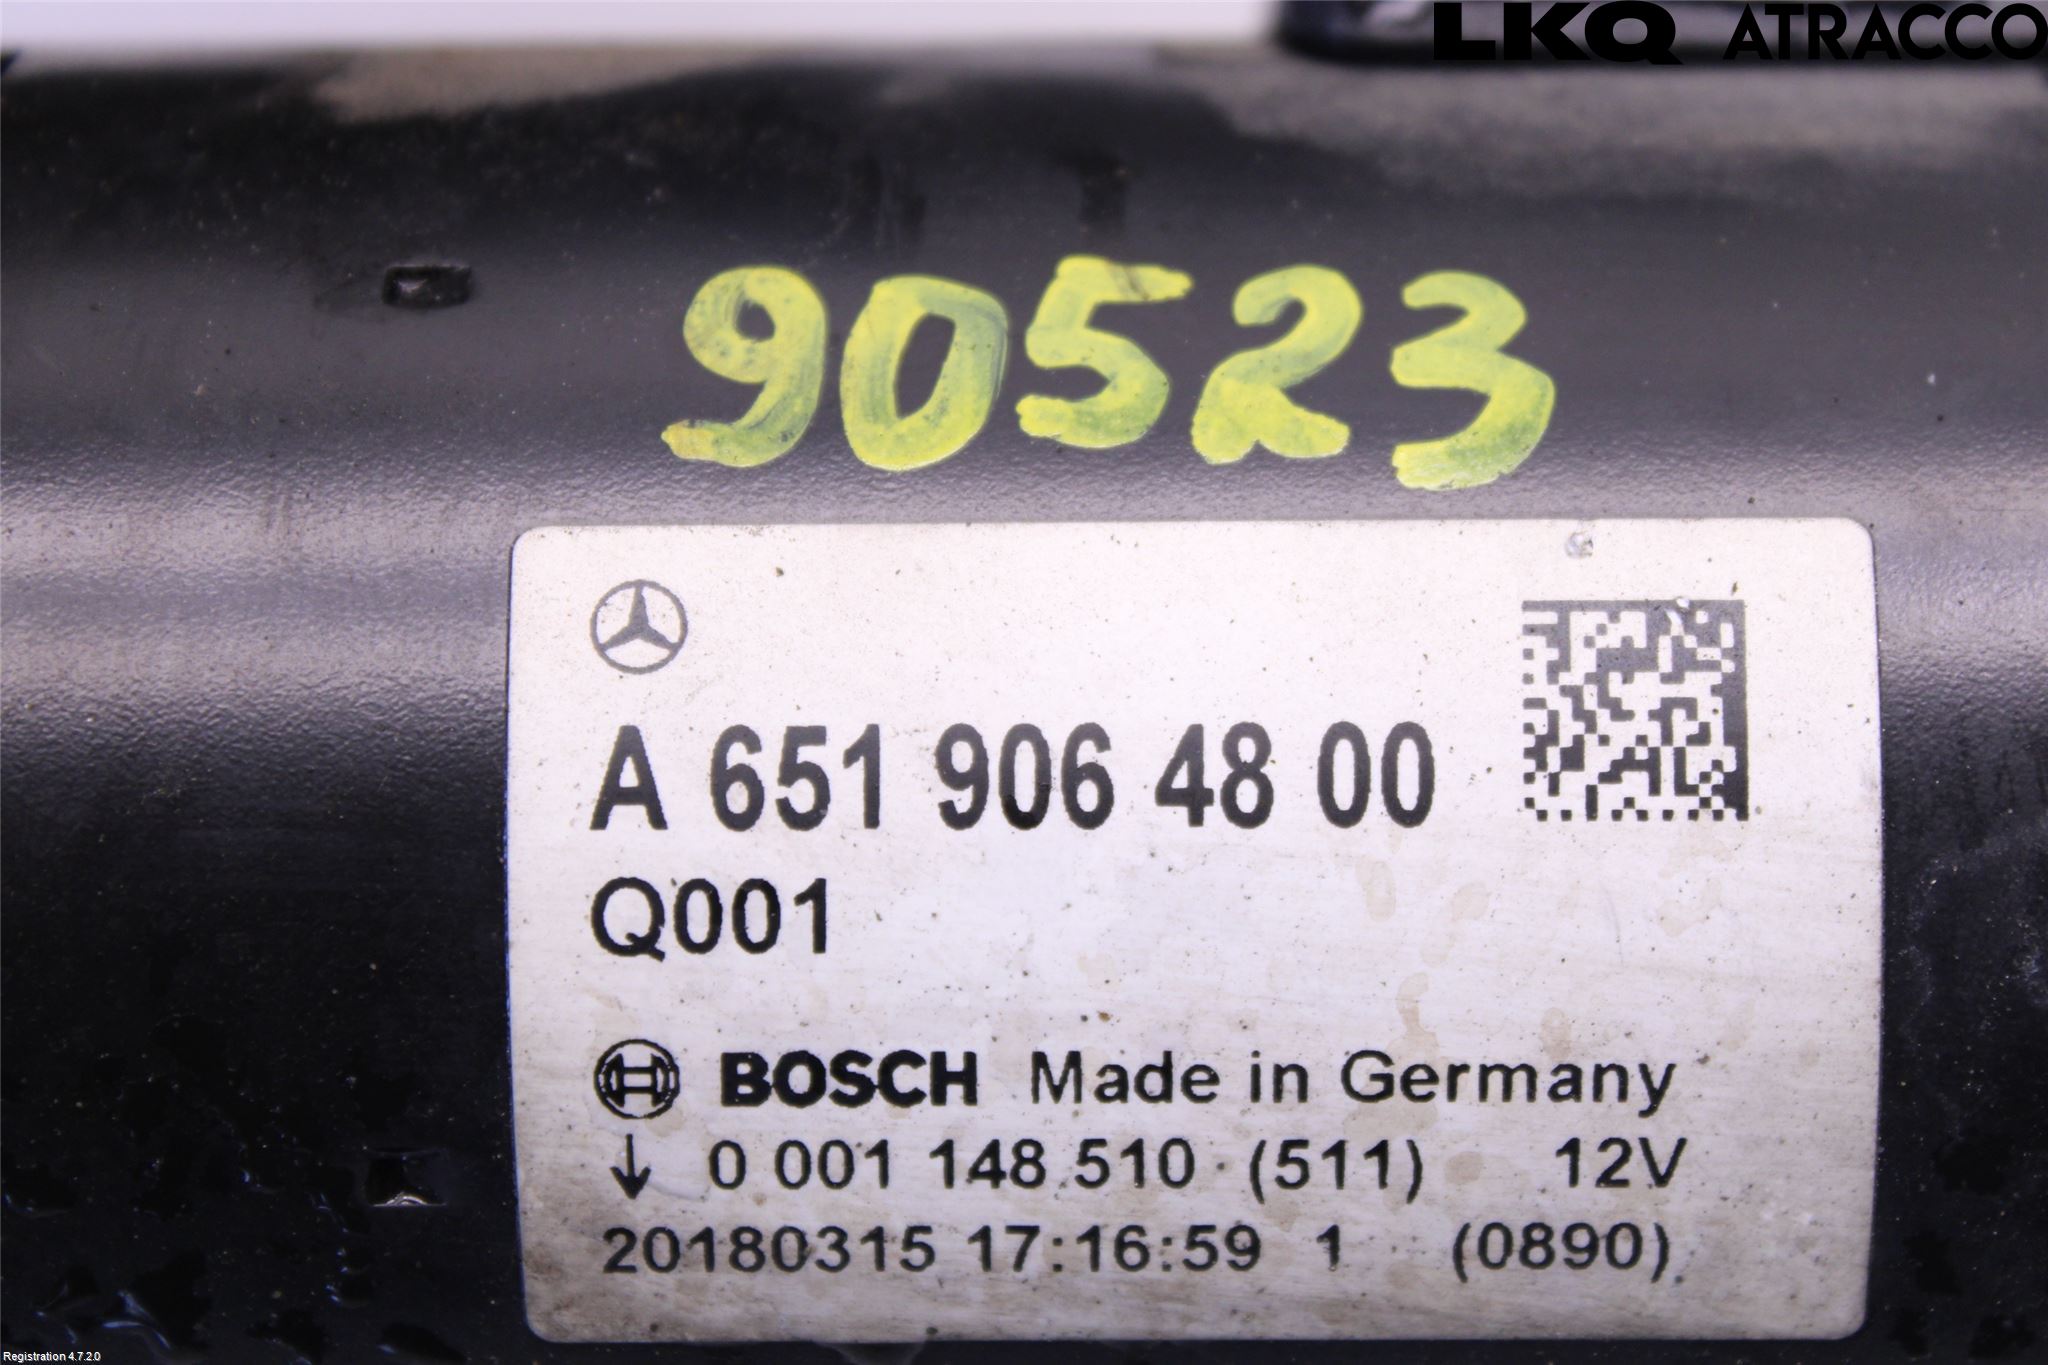 LKQ ATRACCO
90523
A 651 906 48 00
Q001
BOSCH Made in Germany
↓ 0 001 148 510 (511) 12V
20180315 17:16:59 1 (0890)
Registration 4.7.2.0